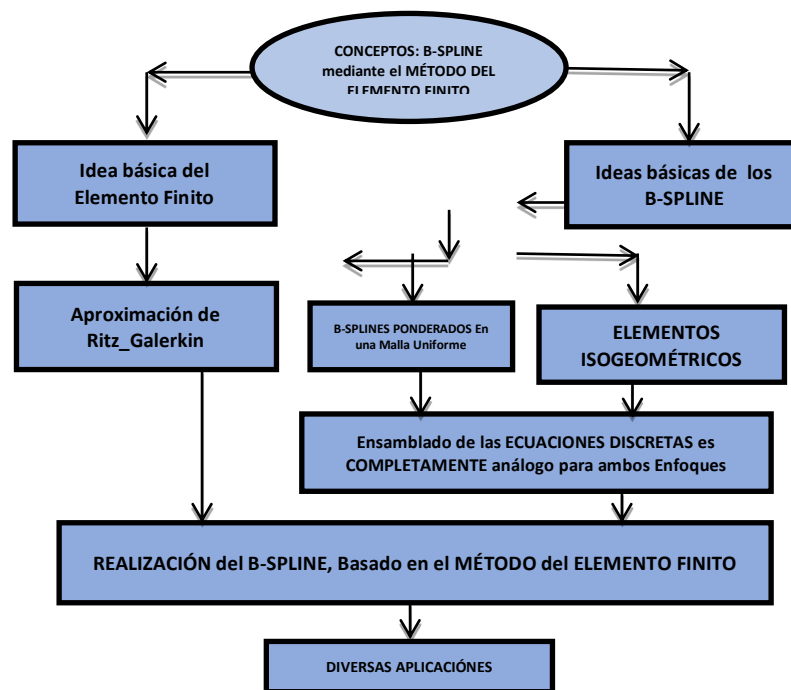 CONCEPTOS: B-SPLINE
mediante el MÉTODO DEL
ELEMENTO FINITO
Idea básica del
Elemento Finito
Ideas básicas de los
B-SPLINE
Aproximación de
Ritz_Galerkin
B-SPLINES PONDERADOS En
una Malla Uniforme
ELEMENTOS
ISOGEOMÉTRICOS
Ensamblado de las ECUACIONES DISCRETAS es
COMPLETAMENTE análogo para ambos Enfoques
REALIZACIÓN del B-SPLINE, Basado en el MÉTODO del ELEMENTO FINITO
DIVERSAS APLICACIÓNES